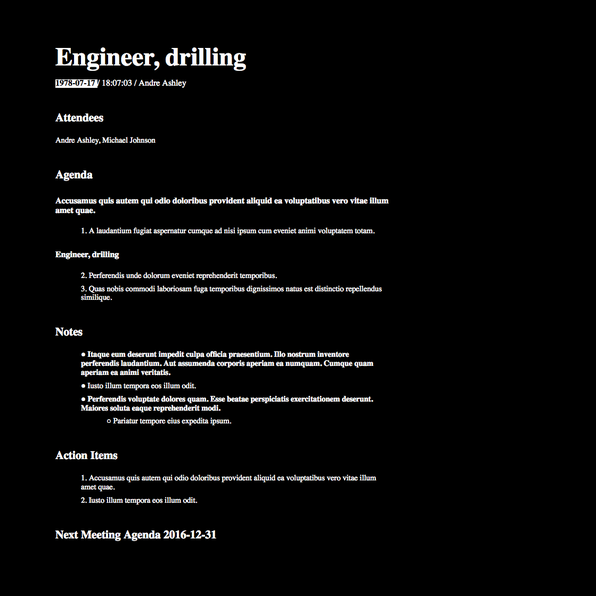 Engineer, drilling
1978-07-17 / 18:07:03 / Andre Ashley
Attendees
Andre Ashley, Michael Johnson
Agenda
Accusamus quis autem qui odio doloribus provident aliquid ea voluptatibus vero vitae illum
amet quae.
1. A laudantium fugiat aspernatur cumque ad nisi ipsum cum eveniet animi voluptatem totam.
Engineer, drilling
2. Perferendis unde dolorum eveniet reprehenderit temporibus.
3. Quas nobis commodi laboriosam fuga temporibus dignissimos natus est distinctio repellendus
similique.
Notes
● Itaque eum deserunt impedit culpa officia praesentium. Illo nostrum inventore
perferendis laudantium. Aut assumenda corporis aperiam ea numquam. Cumque quam
aperiam ea animi veritatis.
● Iusto illum tempora eos illum odit.
● Perferendis voluptate dolores quam. Esse beatae perspiciatis exercitationem deserunt.
Maiores soluta eaque reprehenderit modi.
○ Pariatur tempore eius expedita ipsum.
Action Items
1. Accusamus quis autem qui odio doloribus provident aliquid ea voluptatibus vero vitae illum
amet quae.
2. Iusto illum tempora eos illum odit.
Next Meeting Agenda 2016-12-31